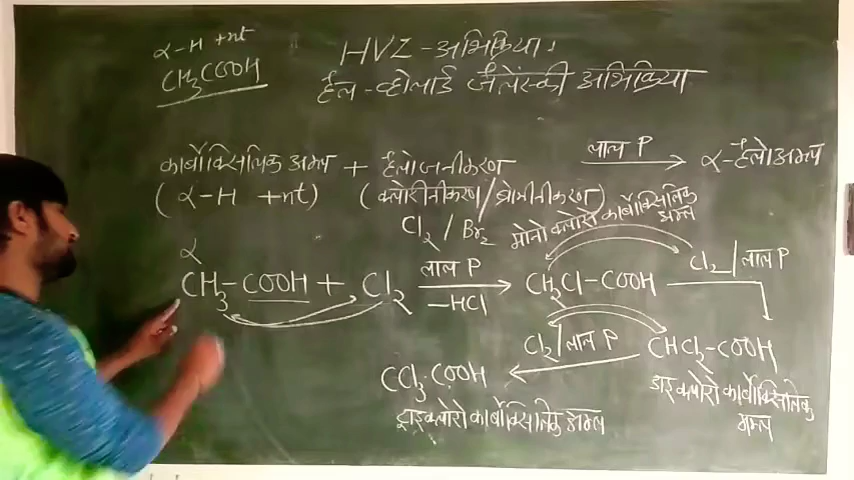 α-H +nt
CH3COOH
HVZ-अभिक्रिया।
हैल-व्होलार्ड जैलेंस्की अभिक्रिया
कार्बोक्सिलिक अम्ल + हैलोजनीकरण लाल P α-हैलोअम्ल
(α-H +nt) (क्लोरीनीकरण/ब्रोमीनीकरण)
Cl2/Br2 मोनो क्लोरो कार्बोक्सिलिक अम्ल
α
CH3-COOH + Cl2 लाल P -HCl CH2Cl-COOH Cl2/लाल P
CHCl2-COOH
डाइक्लोरो कार्बोक्सिलिक अम्ल
Cl2/लाल P
CCl3COOH
ट्राइक्लोरो कार्बोक्सिलिक अम्ल